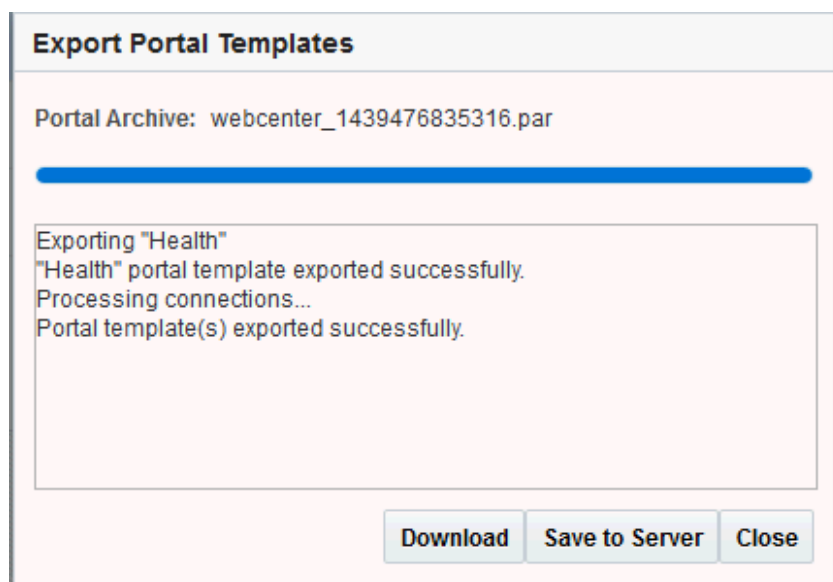 Export Portal Templates
Portal Archive: webcenter_1439476835316.par
Exporting "Health"
"Health" portal template exported successfully.
Processing connections...
Portal template(s) exported successfully.
Download Save to Server Close